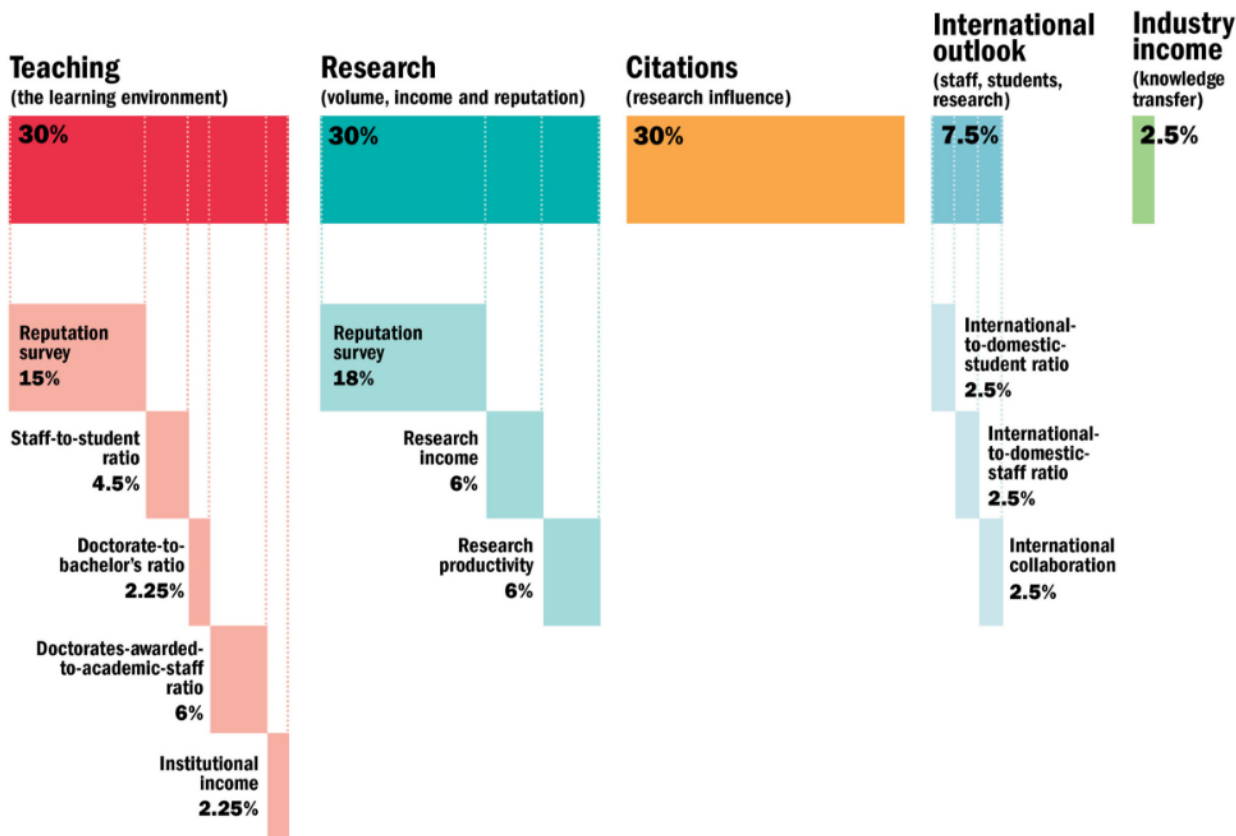 Teaching
(the learning environment)
30%
Reputation
survey
15%
Staff-to-student
ratio
4.5%
Doctorate-to-
bachelor's ratio
2.25%
Doctorates-awarded-
to-academic-staff
ratio
6%
Institutional
income
2.25%
Research
(volume, income and reputation)
30%
Reputation
survey
18%
Research
income
6%
Research
productivity
6%
Citations
(research influence)
30%
International
outlook
(staff, students,
research)
7.5%
International-
to-domestic-
student ratio
2.5%
International-
to-domestic-
staff ratio
2.5%
International
collaboration
2.5%
Industry
income
(knowledge
transfer)
2.5%